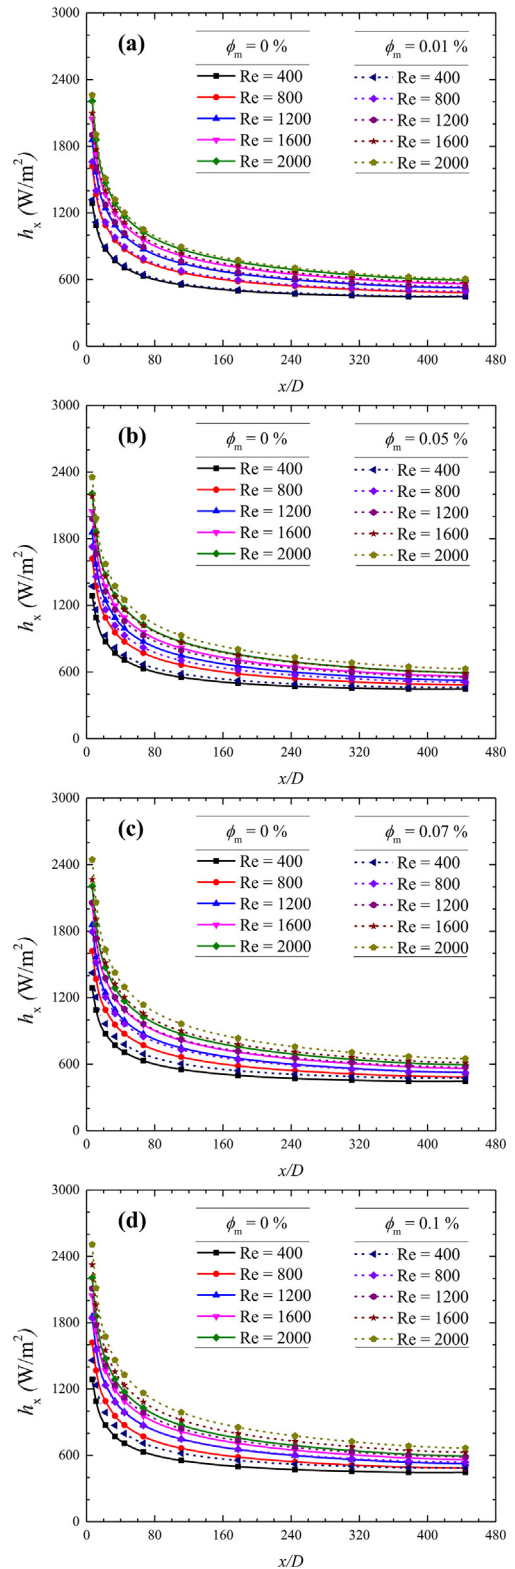 3000
(a)
ϕm = 0 %
ϕm = 0.01 %
2400
Re = 400
Re = 400
Re = 800
Re = 800
1800
Re = 1200
Re = 1200
Re = 1600
Re = 1600
Re = 2000
Re = 2000
hx (W/m²)
1200
600
0
0 80 160 240 320 400 480
x/D
3000
(b)
ϕm = 0%
ϕm = 0.05 %
2400
Re = 400
Re = 400
Re = 800
Re = 800
1800
Re = 1200
Re = 1200
Re = 1600
Re = 1600
Re = 2000
Re = 2000
hx (W/m²)
1200
600
0
0 80 160 240 320 400 480
x/D
3000
(c)
ϕm = 0 %
ϕm = 0.07 %
2400
Re = 400
Re = 400
Re = 800
Re = 800
1800
Re = 1200
Re = 1200
Re = 1600
Re = 1600
Re = 2000
Re = 2000
hx (W/m²)
1200
600
0
0 80 160 240 320 400 480
x/D
3000
(d)
ϕm = 0 %
ϕm = 0.1 %
2400
Re = 400
Re = 400
Re = 800
Re = 800
1800
Re = 1200
Re = 1200
Re = 1600
Re = 1600
Re = 2000
Re = 2000
hx (W/m²)
1200
600
0
0 80 160 240 320 400 480
x/D